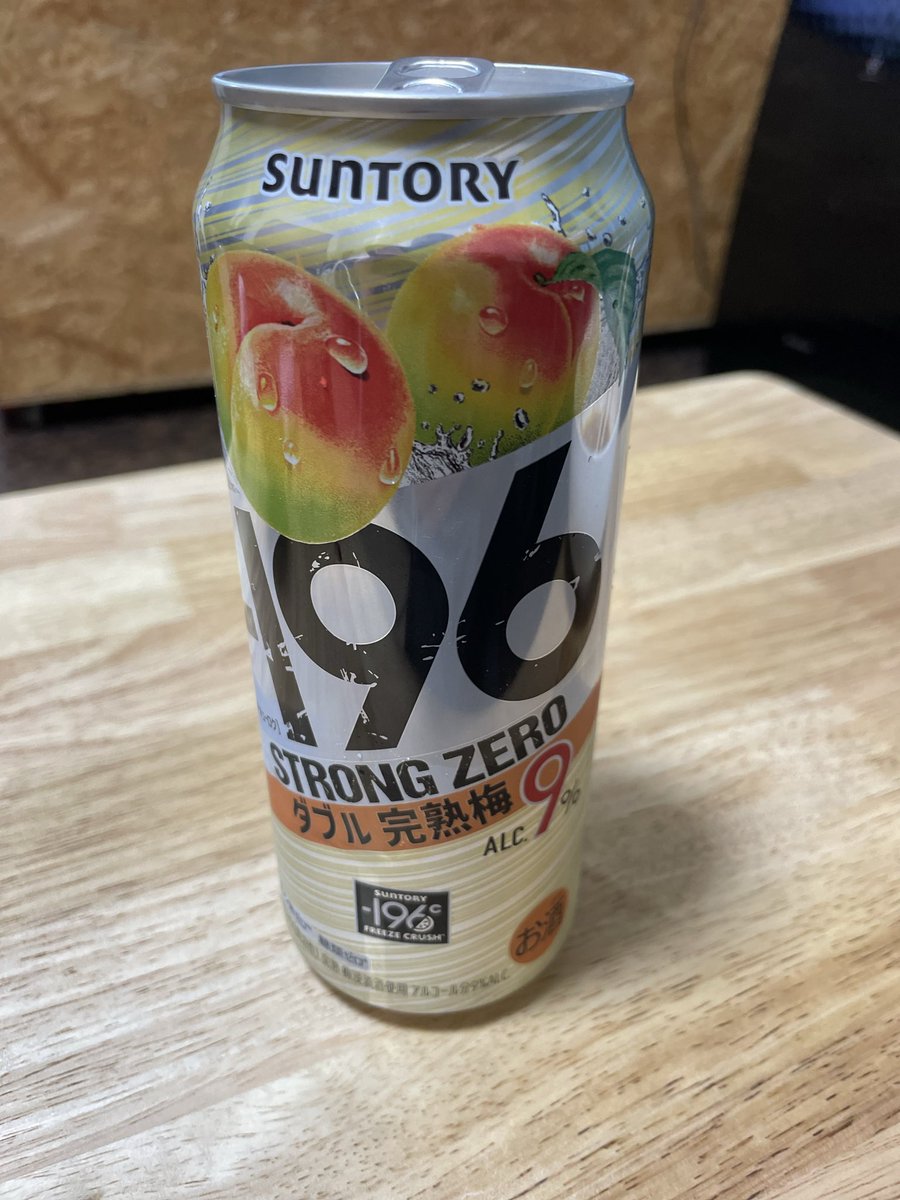 SUNTORY
-196
STRONG ZERO
ダブル 完熟梅
ALC. 9%
SUNTORY
-196℃
FREEZE CRUSH
お酒